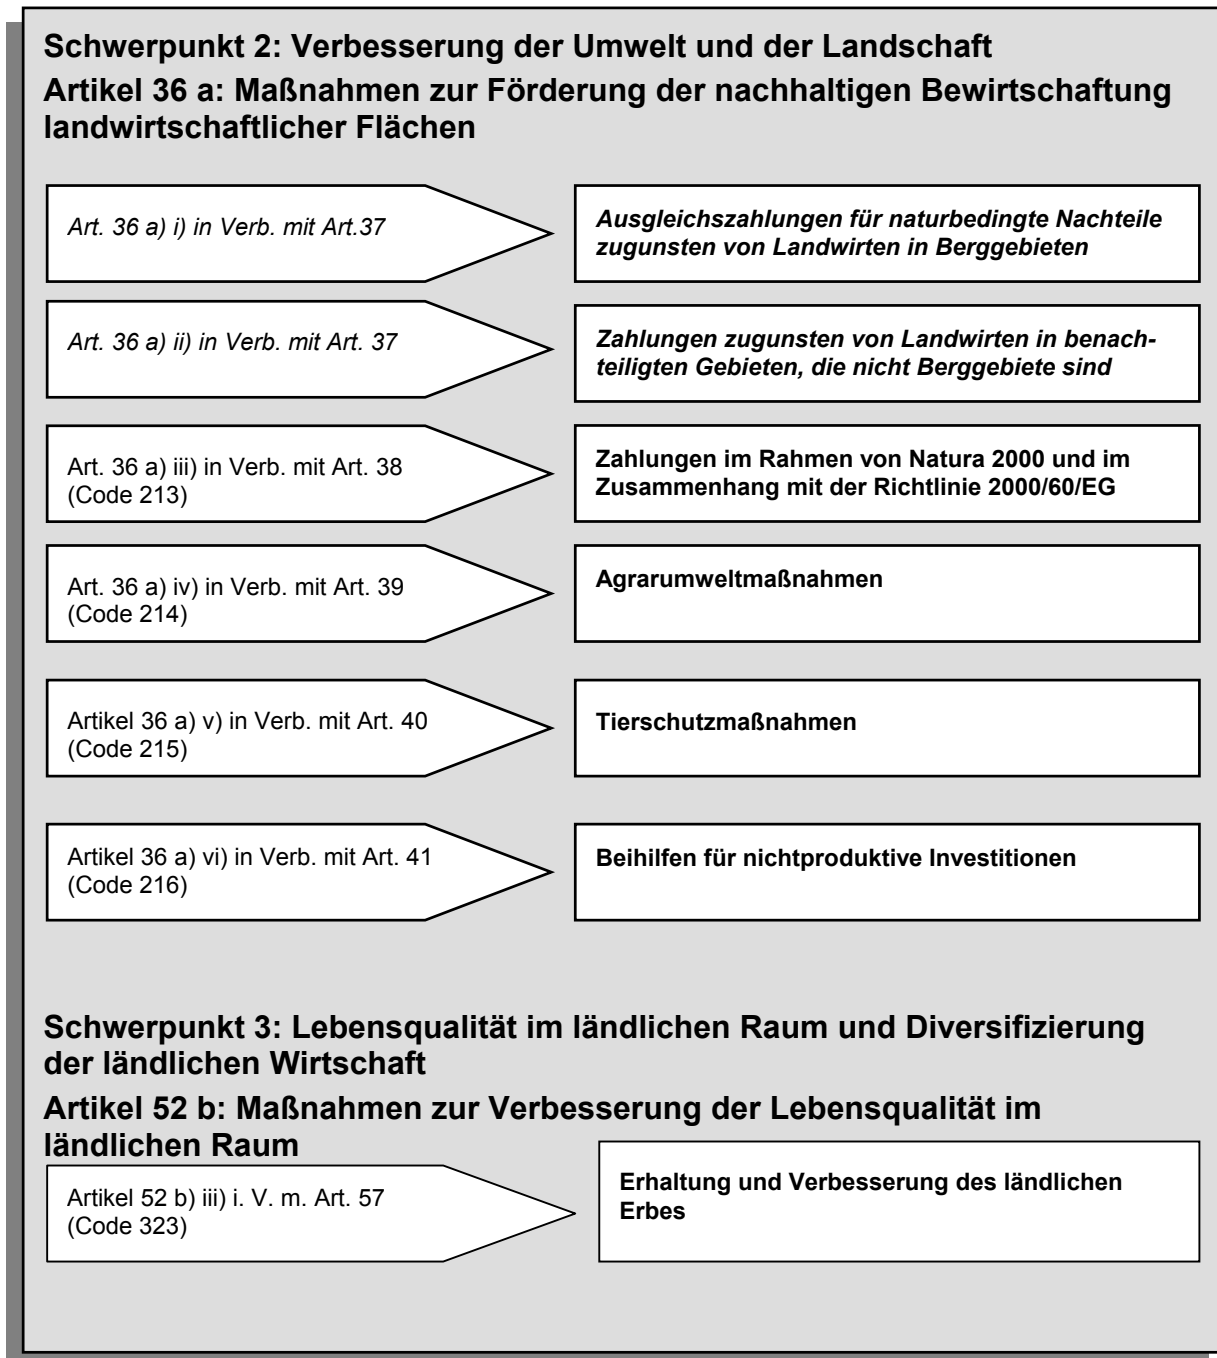 Schwerpunkt 2: Verbesserung der Umwelt und der Landschaft
Artikel 36 a: Maßnahmen zur Förderung der nachhaltigen Bewirtschaftung
landwirtschaftlicher Flächen
Art. 36 a) i) in Verb. mit Art.37
Ausgleichszahlungen für naturbedingte Nachteile
zugunsten von Landwirten in Berggebieten
Art. 36 a) ii) in Verb. mit Art. 37
Zahlungen zugunsten von Landwirten in benach-
teiligten Gebieten, die nicht Berggebiete sind
Art. 36 a) iii) in Verb. mit Art. 38
(Code 213)
Zahlungen im Rahmen von Natura 2000 und im
Zusammenhang mit der Richtlinie 2000/60/EG
Art. 36 a) iv) in Verb. mit Art. 39
(Code 214)
Agrarumweltmaßnahmen
Artikel 36 a) v) in Verb. mit Art. 40
(Code 215)
Tierschutzmaßnahmen
Artikel 36 a) vi) in Verb. mit Art. 41
(Code 216)
Beihilfen für nichtproduktive Investitionen
Schwerpunkt 3: Lebensqualität im ländlichen Raum und Diversifizierung
der ländlichen Wirtschaft
Artikel 52 b: Maßnahmen zur Verbesserung der Lebensqualität im
ländlichen Raum
Artikel 52 b) iii) i. V. m. Art. 57
(Code 323)
Erhaltung und Verbesserung des ländlichen
Erbes